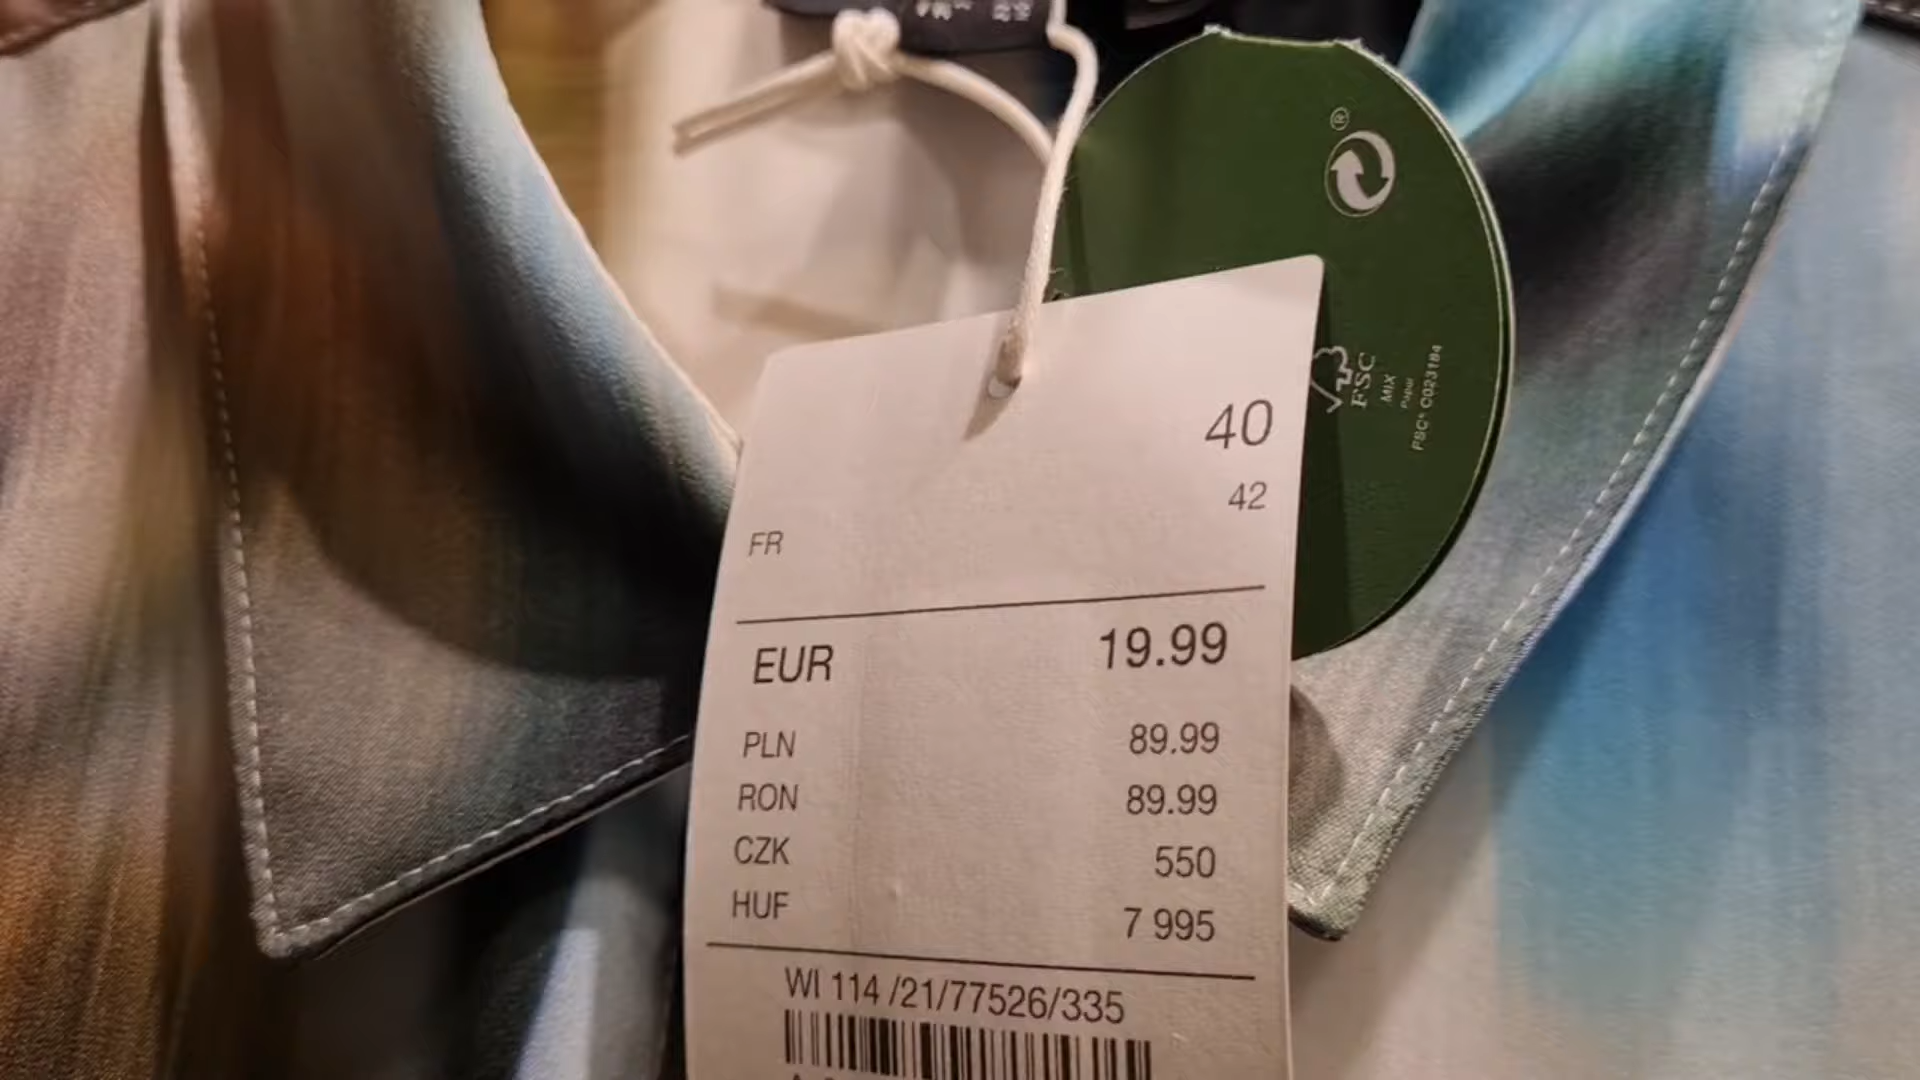 40
42
FR
EUR 19.99
PLN 89.99
RON 89.99
CZK 550
HUF 7 995
WI 114 /21/77526/335
®
FSC
MIX
Paper
FSC® C023184